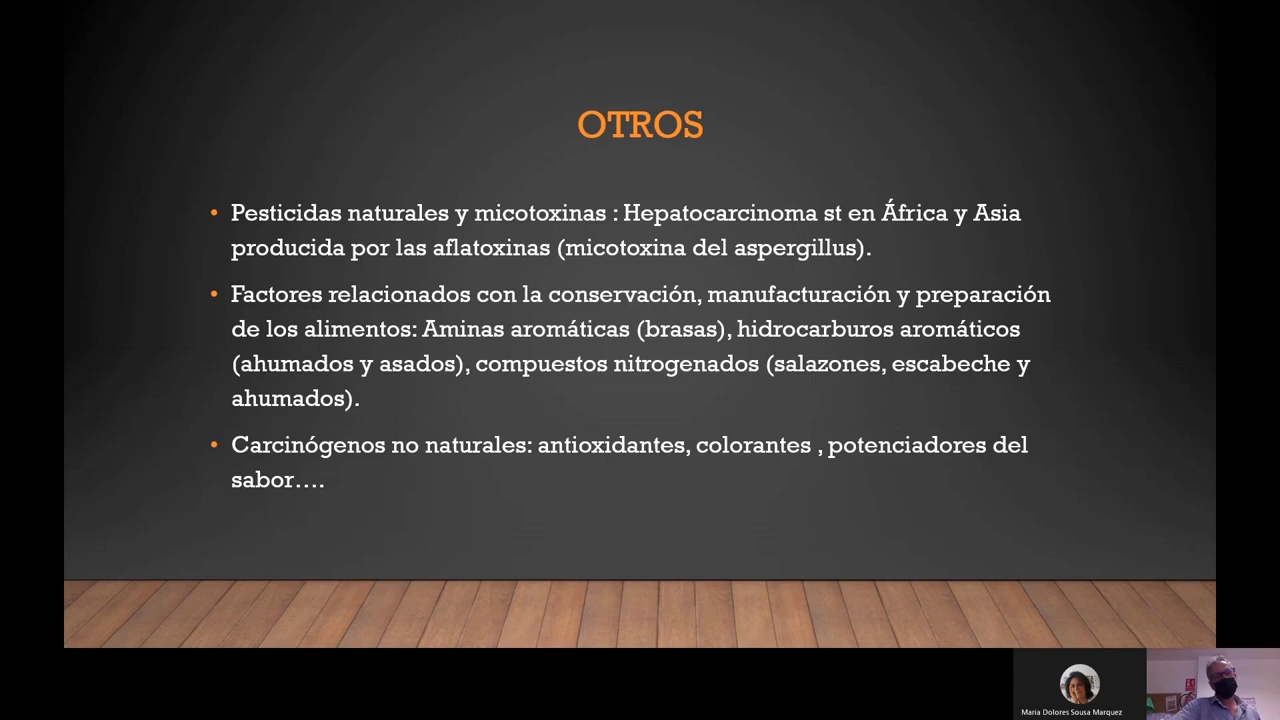 OTROS
• Pesticidas naturales y micotoxinas : Hepatocarcinoma st en África y Asia
producida por las aflatoxinas (micotoxina del aspergillus).
• Factores relacionados con la conservación, manufacturación y preparación
de los alimentos: Aminas aromáticas (brasas), hidrocarburos aromáticos
(ahumados y asados), compuestos nitrogenados (salazones, escabeche y
ahumados).
• Carcinógenos no naturales: antioxidantes, colorantes , potenciadores del
sabor....
Maria Dolores Sousa Marquez